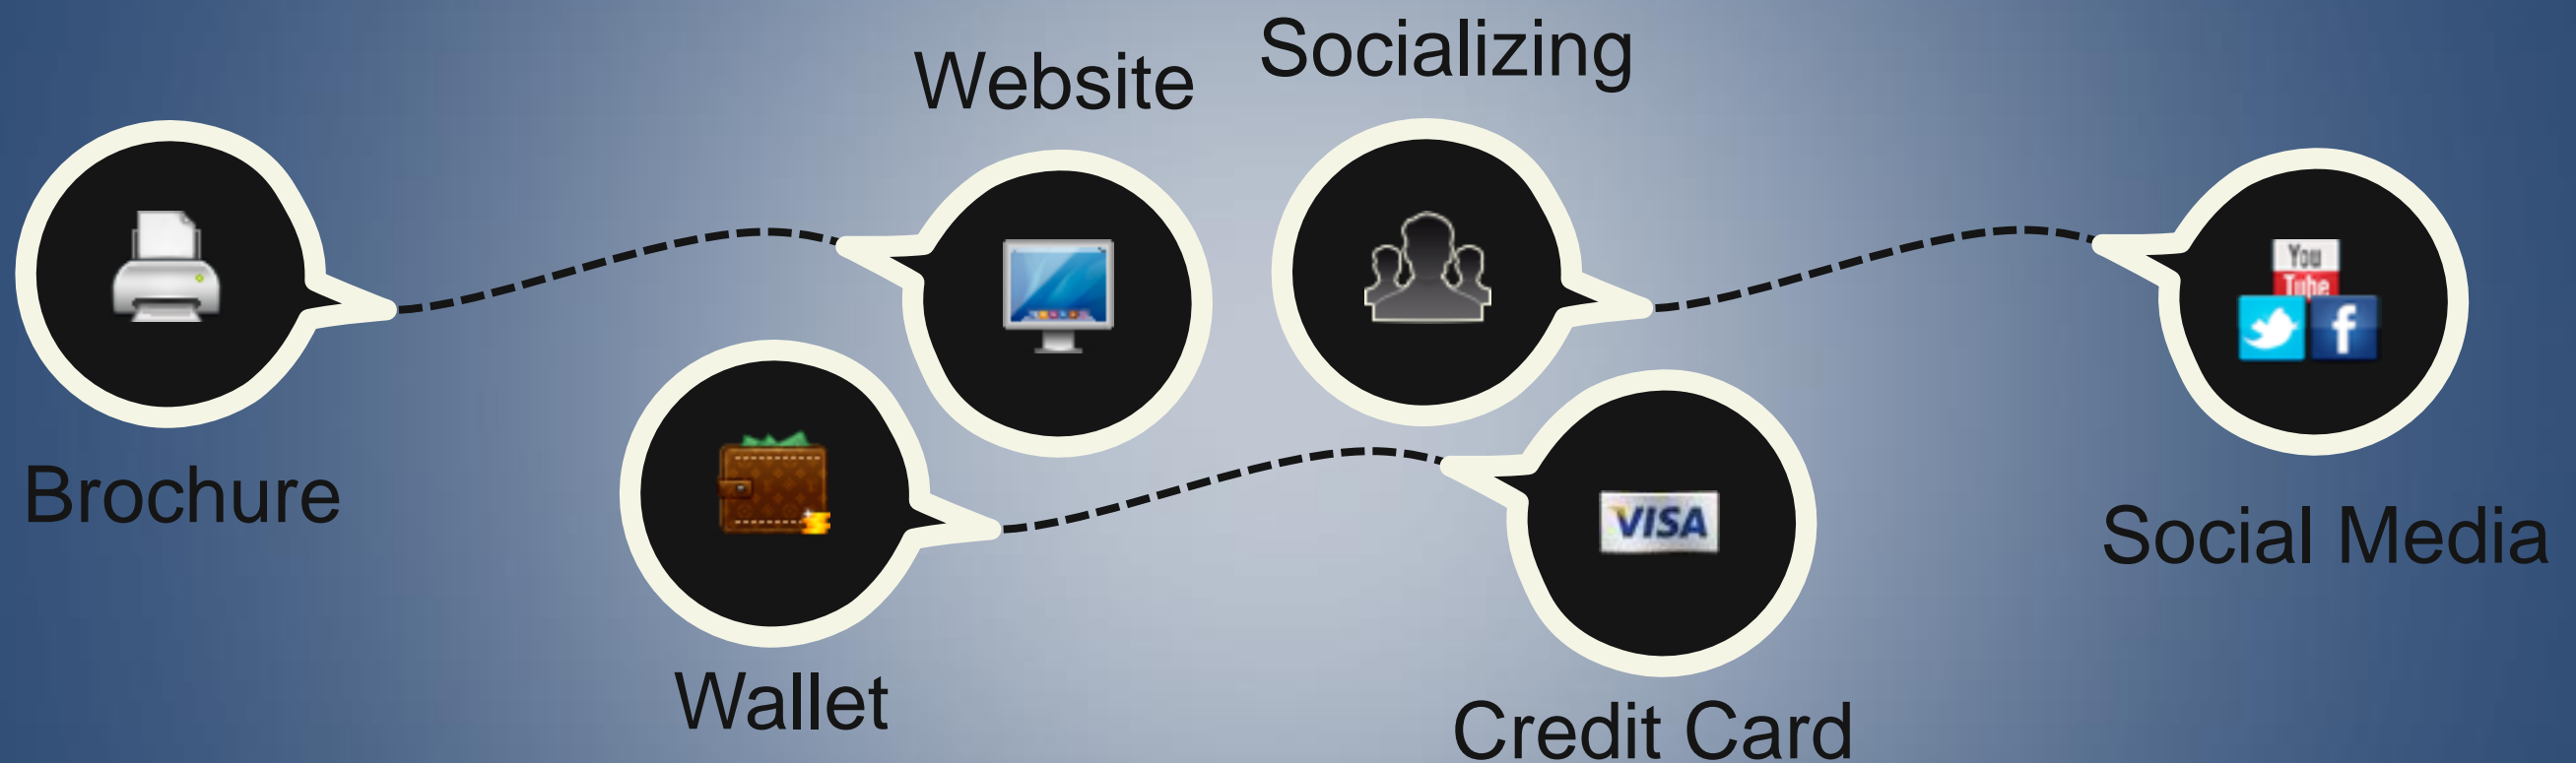 Socializing
Website
You
Tube
f
VISA
Brochure
Social Media
Wallet
Credit Card